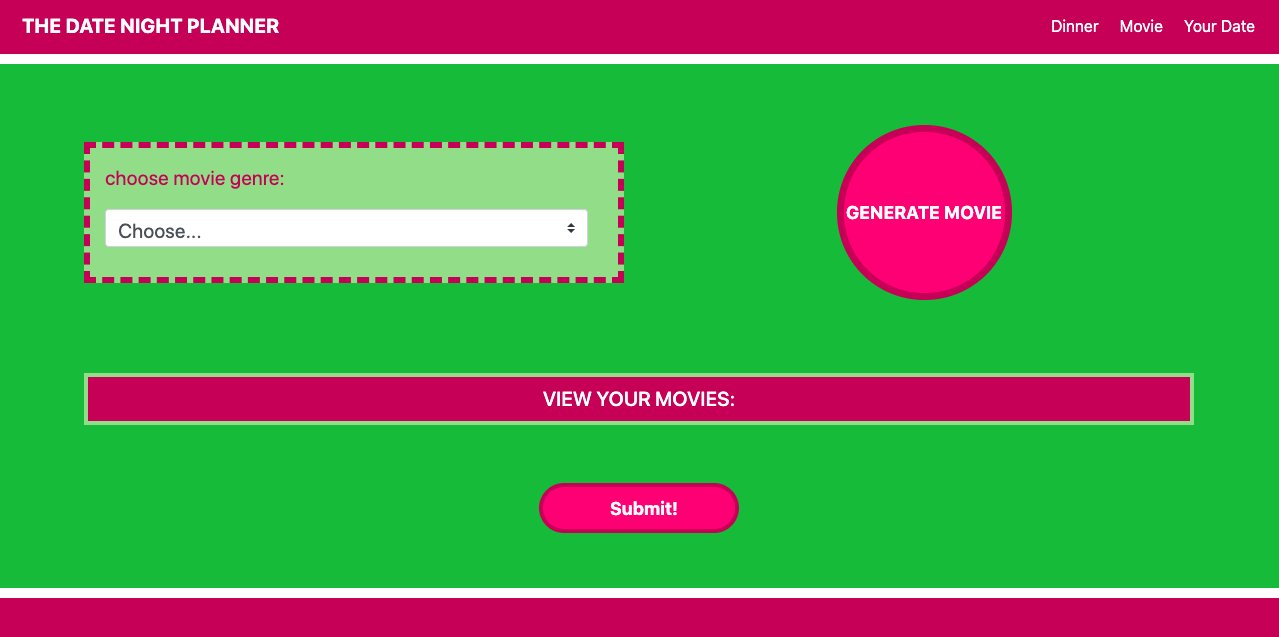 THE DATE NIGHT PLANNER
Dinner Movie Your Date
choose movie genre:
Choose...
GENERATE MOVIE
VIEW YOUR MOVIES:
Submit!